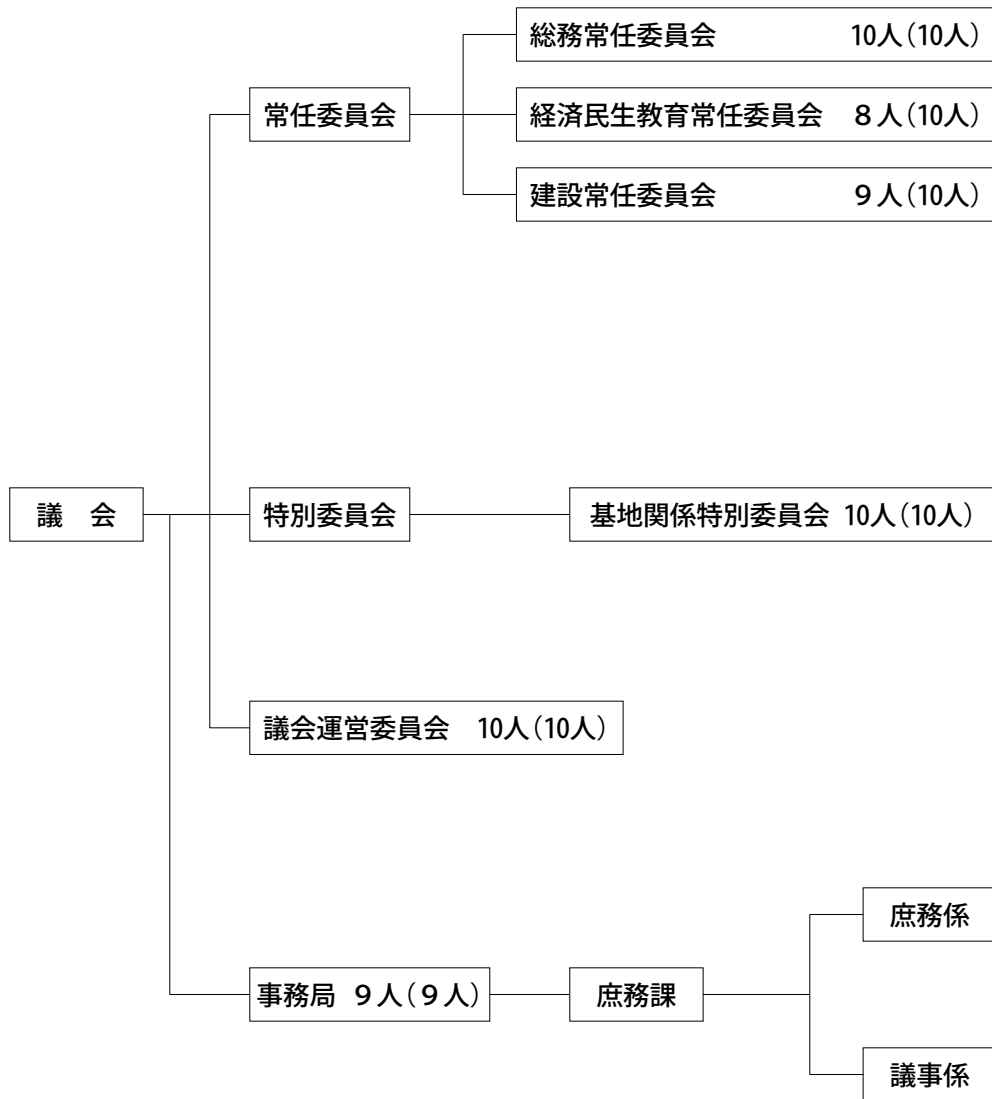 総務常任委員会 10人(10人)
常任委員会
経済民生教育常任委員会 8人(10人)
建設常任委員会 9人(10人)
議 会
特別委員会
基地関係特別委員会 10人(10人)
議会運営委員会 10人(10人)
庶務係
事務局 9人(9人)
庶務課
議事係